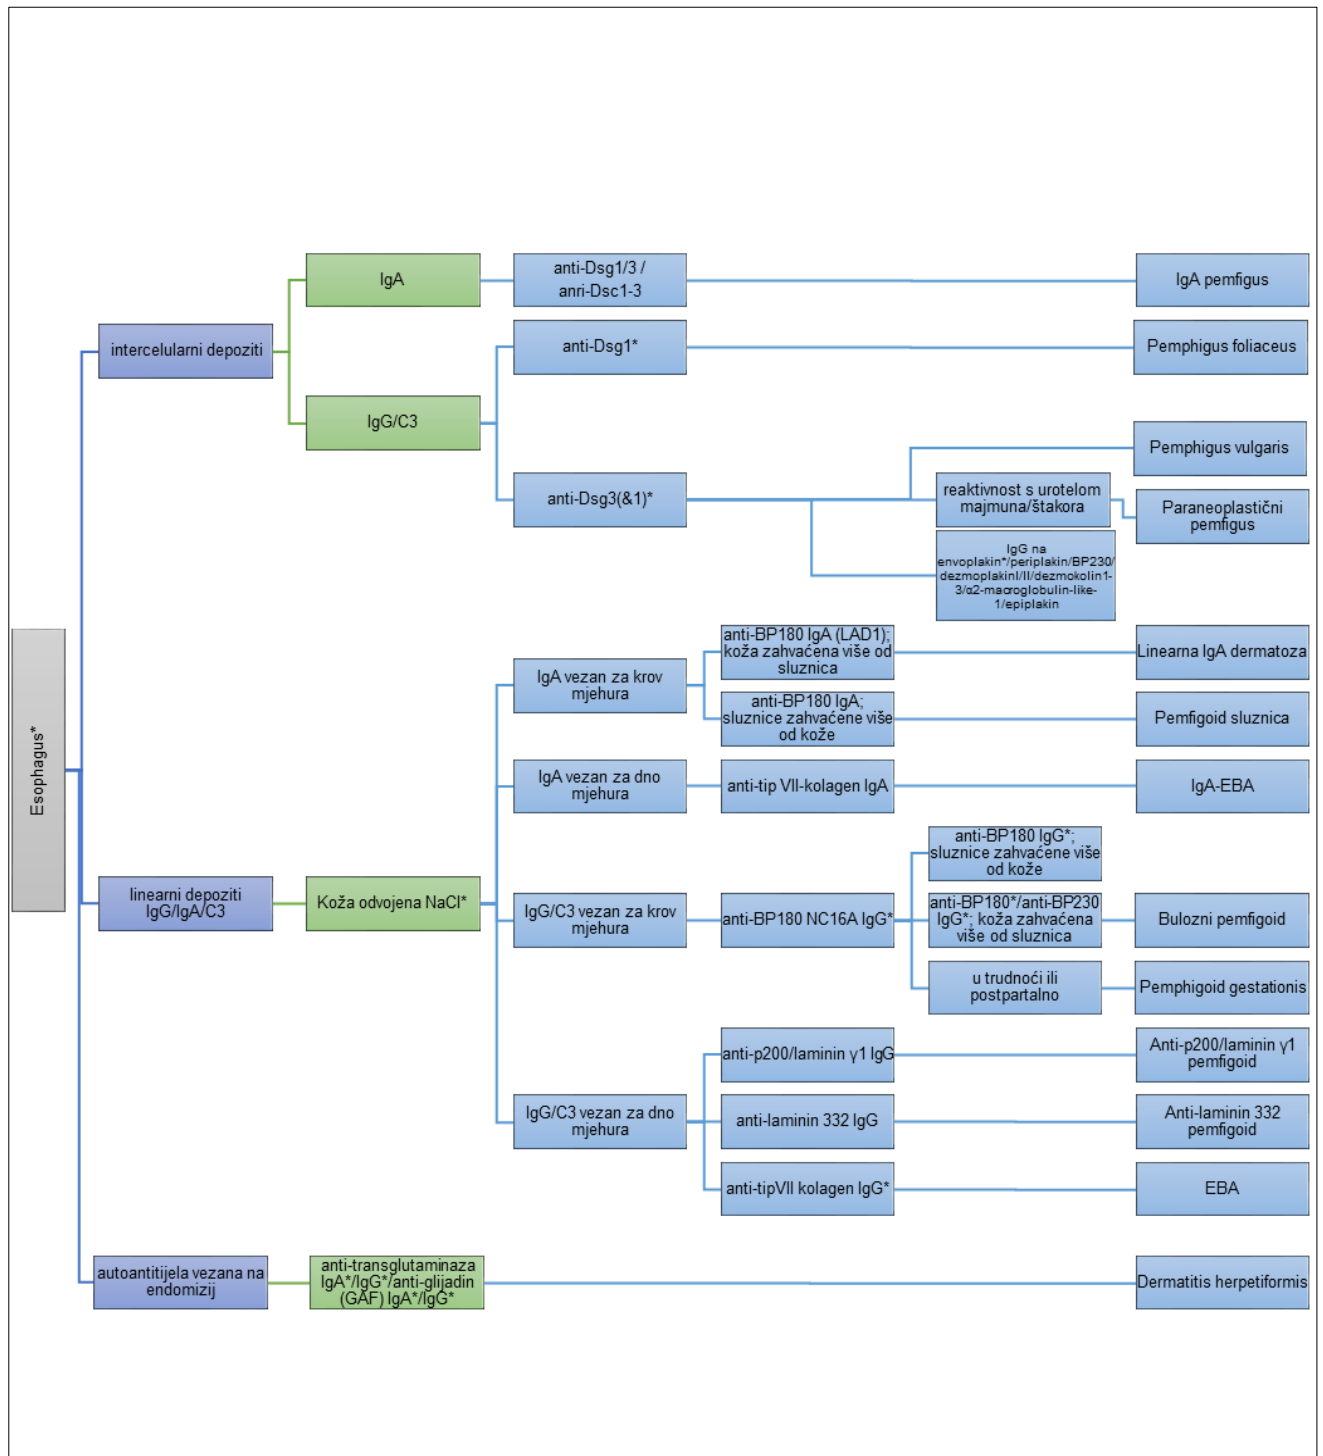 IgA
anti-Dsg1/3 /
anri-Dsc1-3
IgA pemfigus
intercelularni depoziti
anti-Dsg1*
Pemphigus foliaceus
IgG/C3
Pemphigus vulgaris
anti-Dsg3(&1)*
reaktivnost s urotelom
majmuna/štakora
Paraneoplastični
pemfigus
IgG na
envoplakin*/periplakin/BP230/
dezmoplakinI/II/dezmokolin1-
3/α2-macroglobulin-like-
1/epiplakin
Esophagus*
anti-BP180 IgA (LAD1);
koža zahvaćena više od
sluznica
Linearna IgA dermatoza
IgA vezan za krov
mjehura
anti-BP180 IgA;
sluznice zahvaćene više
od kože
Pemfigoid sluznica
IgA vezan za dno
mjehura
anti-tip VII-kolagen IgA
IgA-EBA
anti-BP180 IgG*;
sluznice zahvaćene više
od kože
linearni depoziti
IgG/IgA/C3
Koža odvojena NaCl*
IgG/C3 vezan za krov
mjehura
anti-BP180 NC16A IgG*
anti-BP180*/anti-BP230
IgG*; koža zahvaćena
više od sluznica
Bulozni pemfigoid
u trudnoći ili
postpartalno
Pemphigoid gestationis
anti-p200/laminin γ1 IgG
Anti-p200/laminin γ1
pemfigoid
IgG/C3 vezan za dno
mjehura
anti-laminin 332 IgG
Anti-laminin 332
pemfigoid
anti-tipVII kolagen IgG*
EBA
autoantitijela vezana na
endomizij
anti-transglutaminaza
IgA*/IgG*/anti-glijadin
(GAF) IgA*/IgG*
Dermatitis herpetiformis